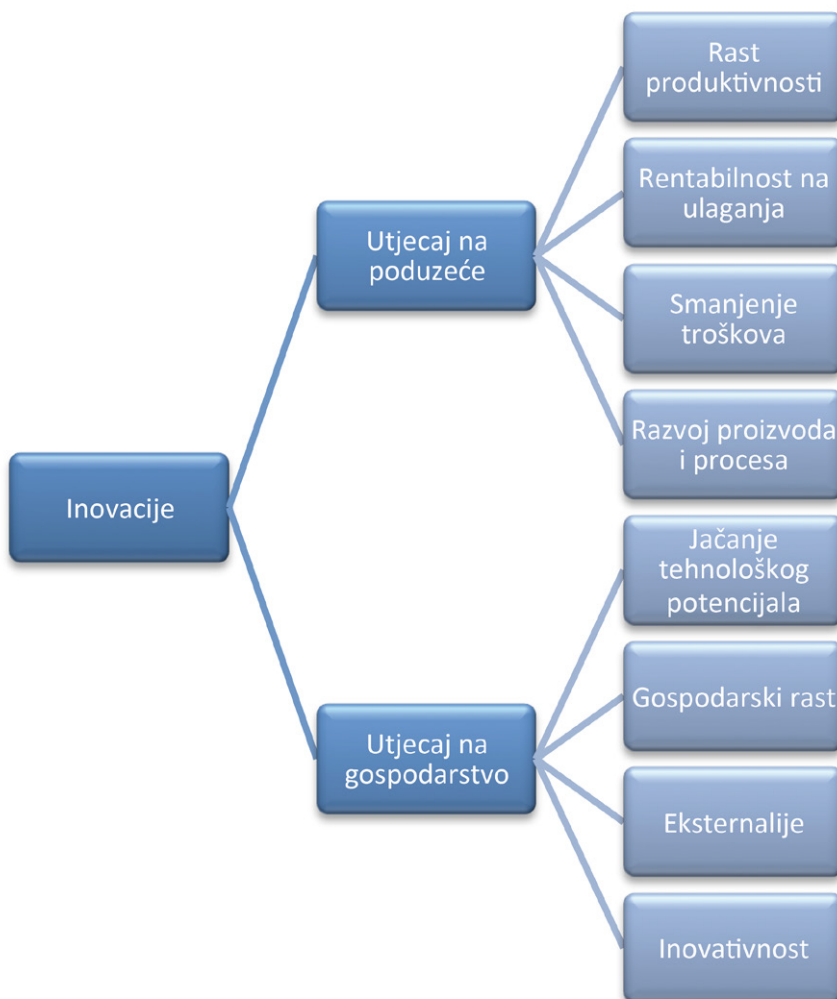 Inovacije
Utjecaj na
poduzeće
Rast
produktivnosti
Rentabilnost na
ulaganja
Smanjenje
troškova
Razvoj proizvoda
i procesa
Utjecaj na
gospodarstvo
Jačanje
tehnološkog
potencijala
Gospodarski rast
Eksternalije
Inovativnost